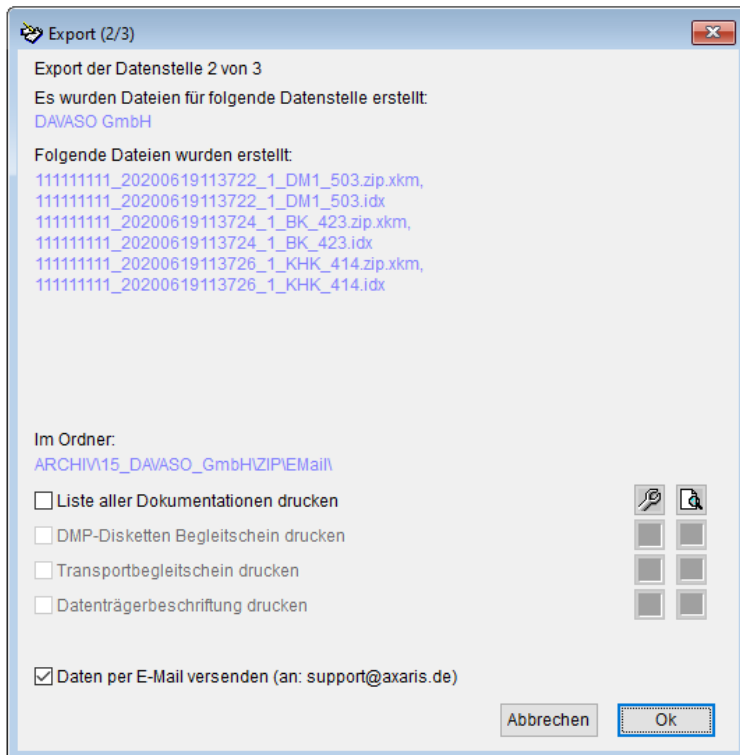 Export (2/3)
Export der Datenstelle 2 von 3
Es wurden Dateien für folgende Datenstelle erstellt:
DAVASO GmbH
Folgende Dateien wurden erstellt:
111111111_20200619113722_1_DM1_503.zip.xkm,
111111111_20200619113722_1_DM1_503.idx
111111111_20200619113724_1_BK_423.zip.xkm,
111111111_20200619113724_1_BK_423.idx
111111111_20200619113726_1_KHK_414.zip.xkm,
111111111_20200619113726_1_KHK_414.idx
Im Ordner:
ARCHIV\15_DAVASO_GmbH\ZIP\EMail\
Liste aller Dokumentationen drucken
DMP-Disketten Begleitschein drucken
Transportbegleitschein drucken
Datenträgerbeschriftung drucken
Daten per E-Mail versenden (an: support@axaris.de)
Abbrechen
Ok